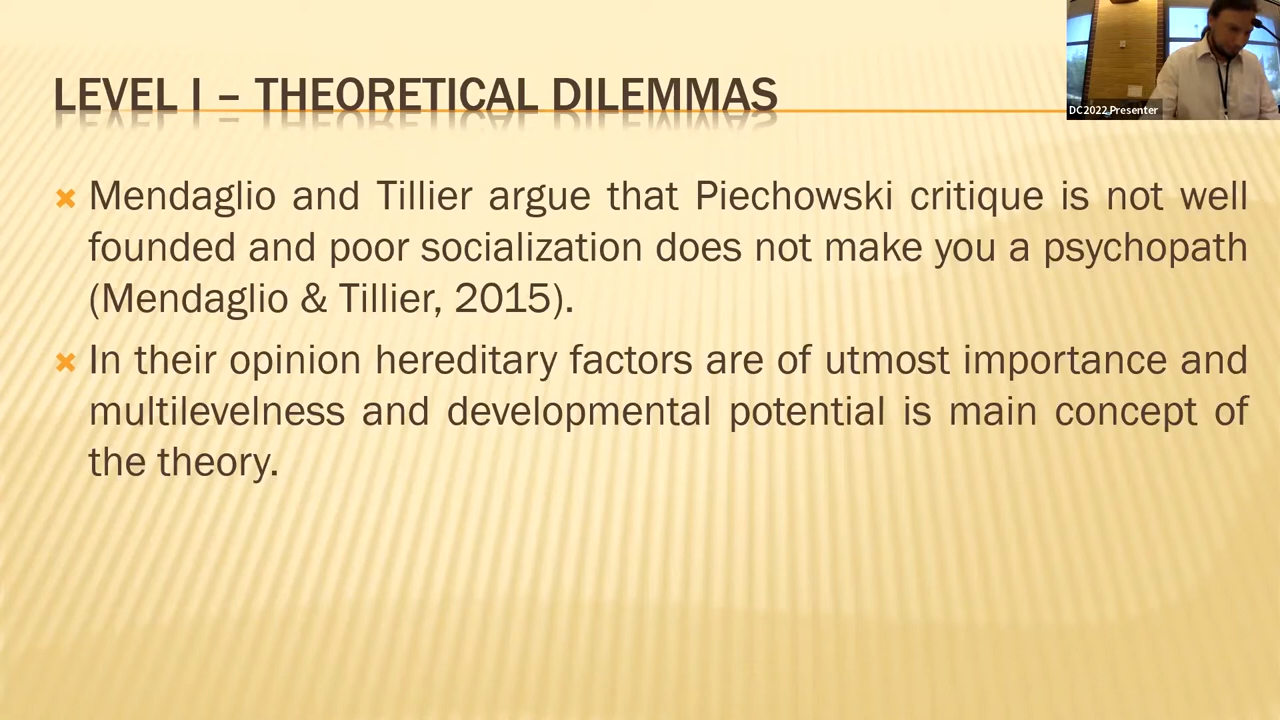 DC2022 Presenter
LEVEL I – THEORETICAL DILEMMAS
Mendaglio and Tillier argue that Piechowski critique is not well
founded and poor socialization does not make you a psychopath
(Mendaglio & Tillier, 2015).
In their opinion hereditary factors are of utmost importance and
multilevelness and developmental potential is main concept of
the theory.